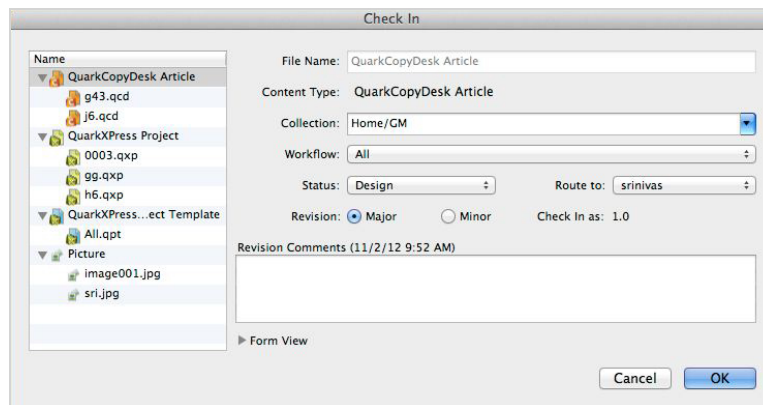 Check In
Name
QuarkCopyDesk Article
g43.qcd
j6.qcd
QuarkXPress Project
0003.qxp
gg.qxp
h6.qxp
QuarkXPress...ect Template
All.qpt
Picture
image001.jpg
sri.jpg
File Name: QuarkCopyDesk Article
Content Type: QuarkCopyDesk Article
Collection: Home/GM
Workflow: All
Status: Design Route to: srinivas
Revision: Major Minor Check In as: 1.0
Revision Comments (11/2/12 9:52 AM)
Form View
Cancel OK